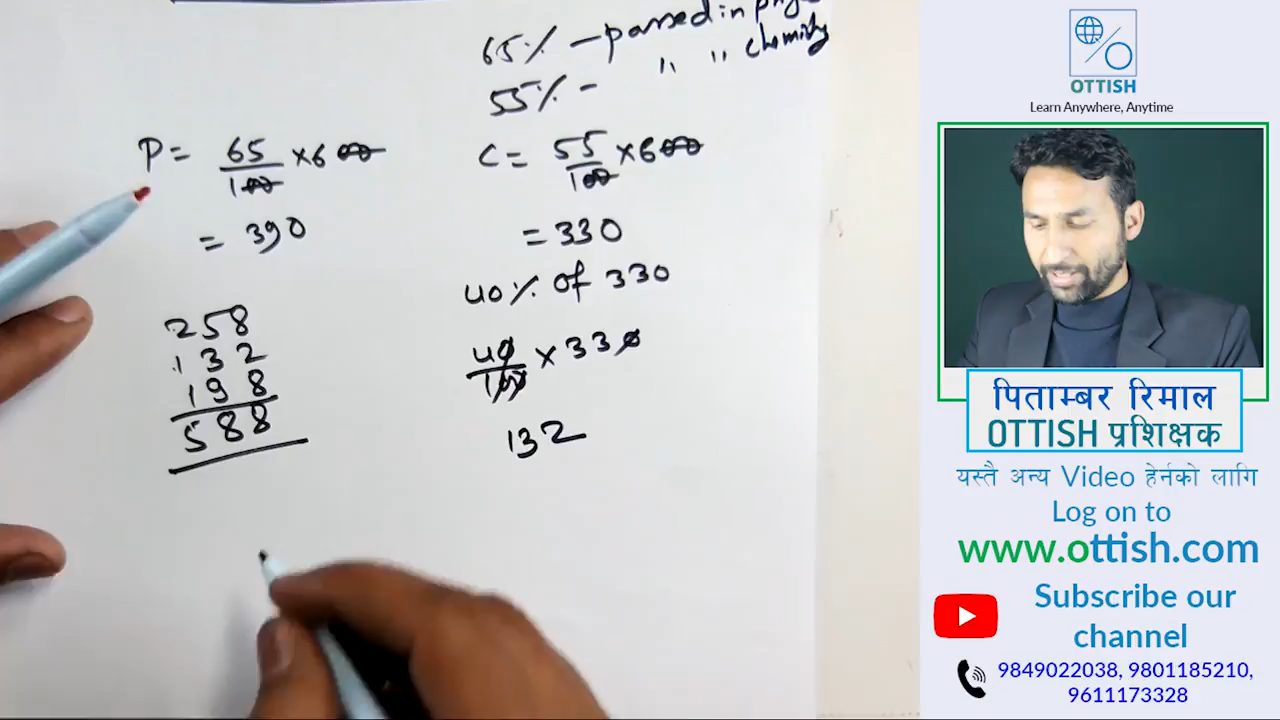 65% - passed in
55% - " " chemistry
P = 65/100 × 600
= 390
C = 55/100 × 600
= 330
40% of 330
40/100 × 330
132
258
132
198
588
OTTISH
Learn Anywhere, Anytime
पिताम्बर रिमाल
OTTISH प्रशिक्षक
यस्तै अन्य Video हेर्नको लागि
Log on to
www.ottish.com
Subscribe our
channel
9849022038, 9801185210,
9611173328